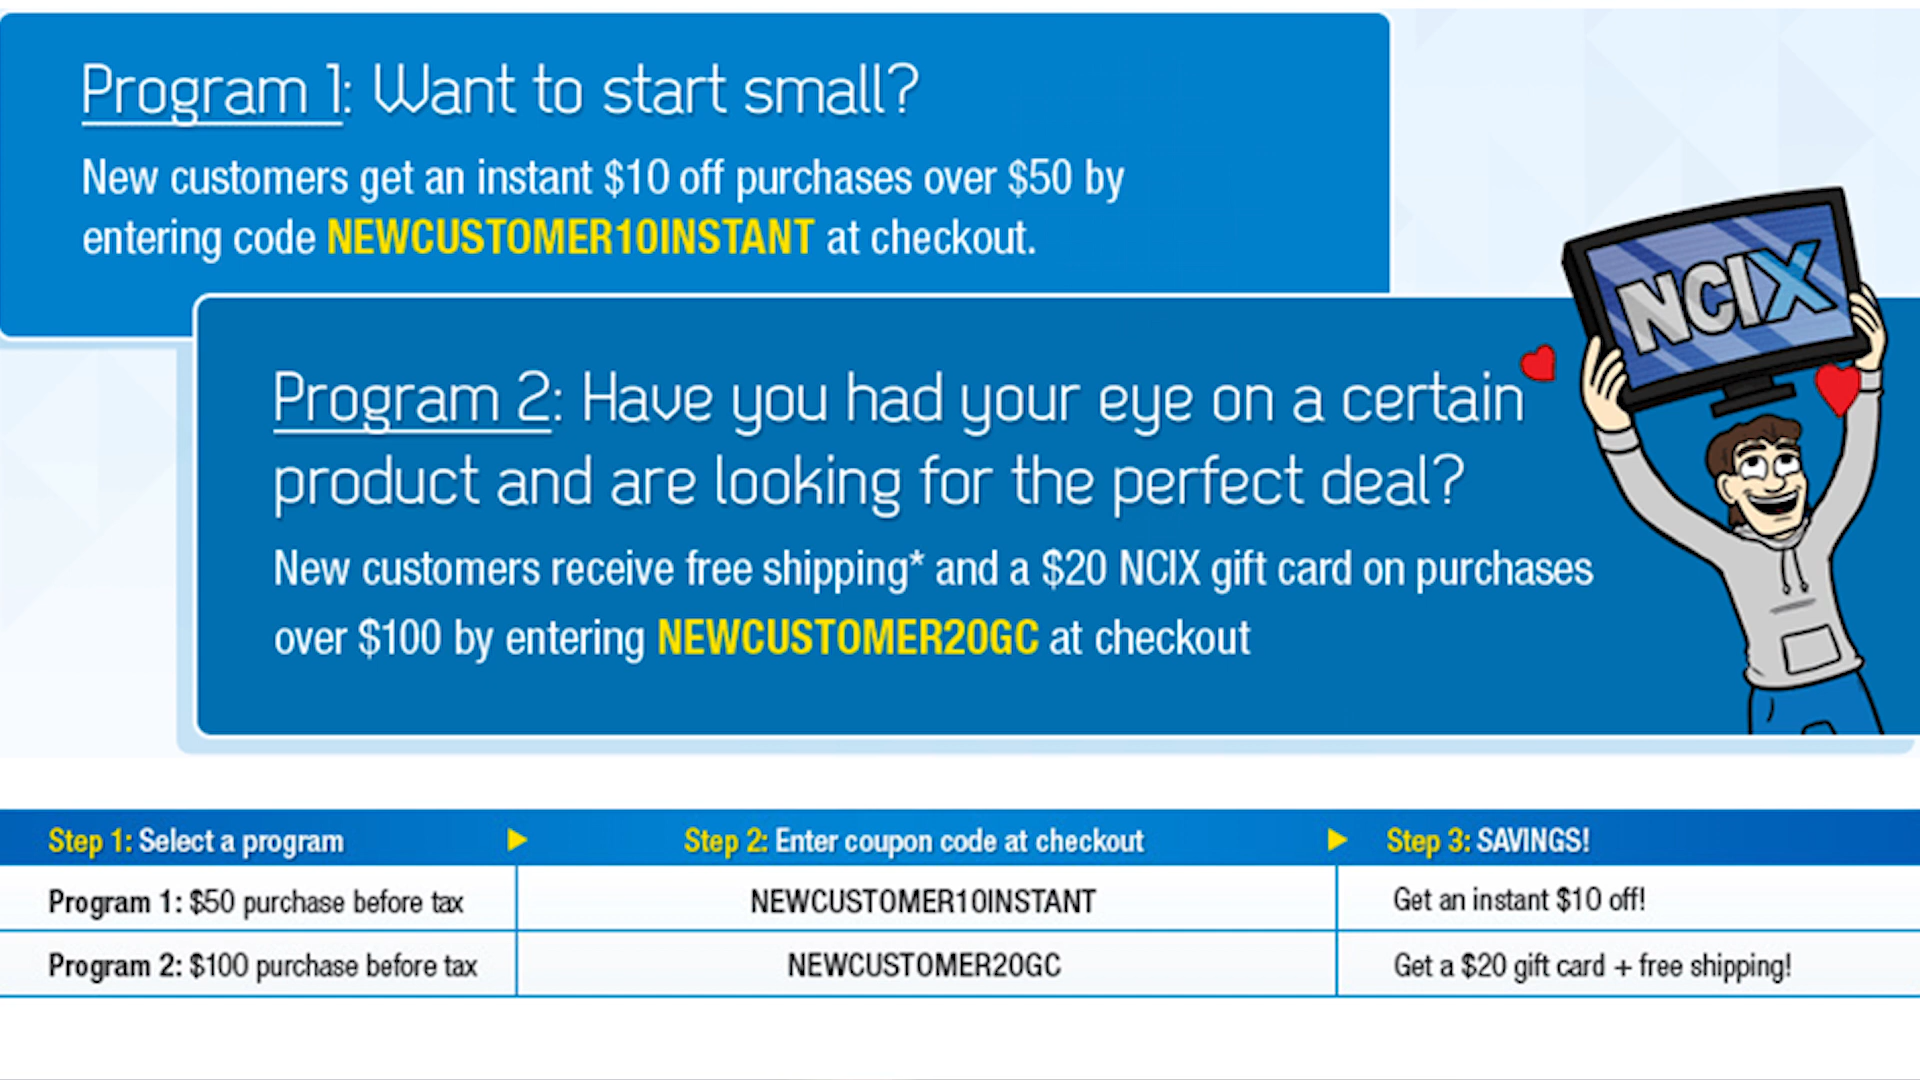 Program 1: Want to start small?
New customers get an instant $10 off purchases over $50 by
entering code NEWCUSTOMER10INSTANT at checkout.
NCIX
Program 2: Have you had your eye on a certain
product and are looking for the perfect deal?
New customers receive free shipping* and a $20 NCIX gift card on purchases
over $100 by entering NEWCUSTOMER20GC at checkout
Step 1: Select a program
Step 2: Enter coupon code at checkout
Step 3: SAVINGS!
Program 1: $50 purchase before tax
NEWCUSTOMER10INSTANT
Get an instant $10 off!
Program 2: $100 purchase before tax
NEWCUSTOMER20GC
Get a $20 gift card + free shipping!